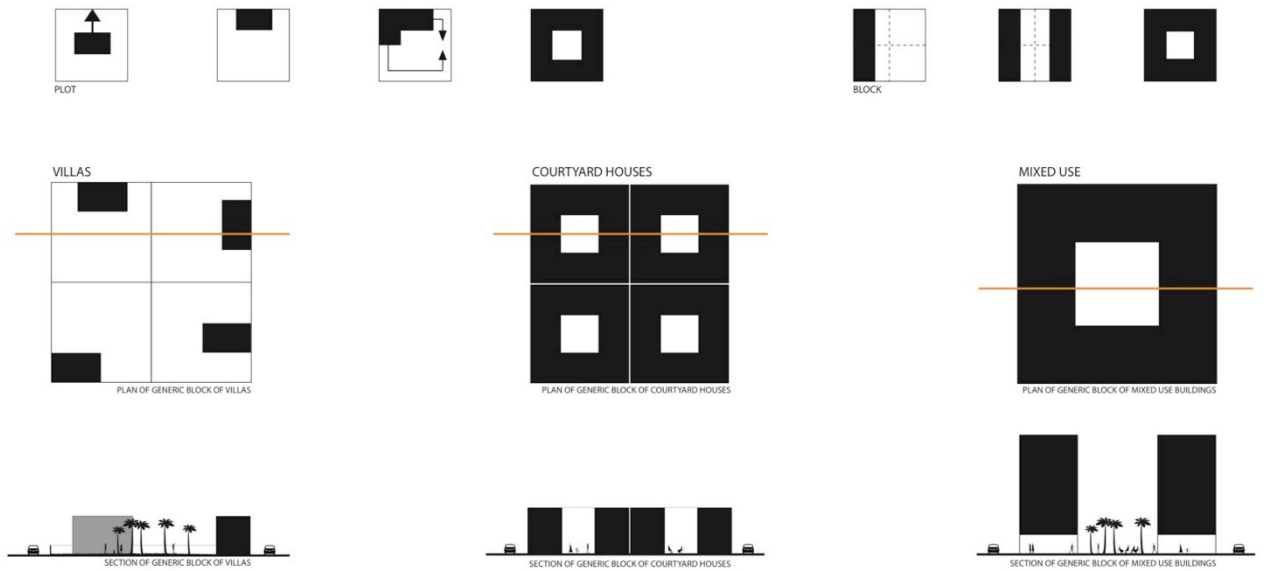 PLOT
BLOCK
VILLAS
COURTYARD HOUSES
MIXED USE
PLAN OF GENERIC BLOCK OF VILLAS
PLAN OF GENERIC BLOCK OF COURTYARD HOUSES
PLAN OF GENERIC BLOCK OF MIXED USE BUILDINGS
SECTION OF GENERIC BLOCK OF VILLAS
SECTION OF GENERIC BLOCK OF COURTYARD HOUSES
SECTION OF GENERIC BLOCK OF MIXED USE BUILDINGS